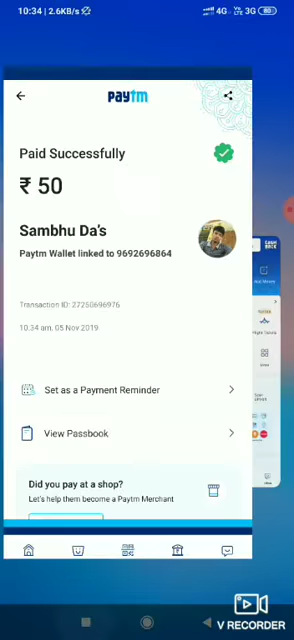 10:34 | 2.6KB/s
4G
3G
80
paytm
Paid Successfully
₹ 50
Sambhu Da's
Paytm Wallet linked to 9692696864
Transaction ID: 27250696976
10.34 am, 05 Nov 2019
Set as a Payment Reminder
View Passbook
Did you pay at a shop?
Let's help them become a Paytm Merchant
V RECORDER